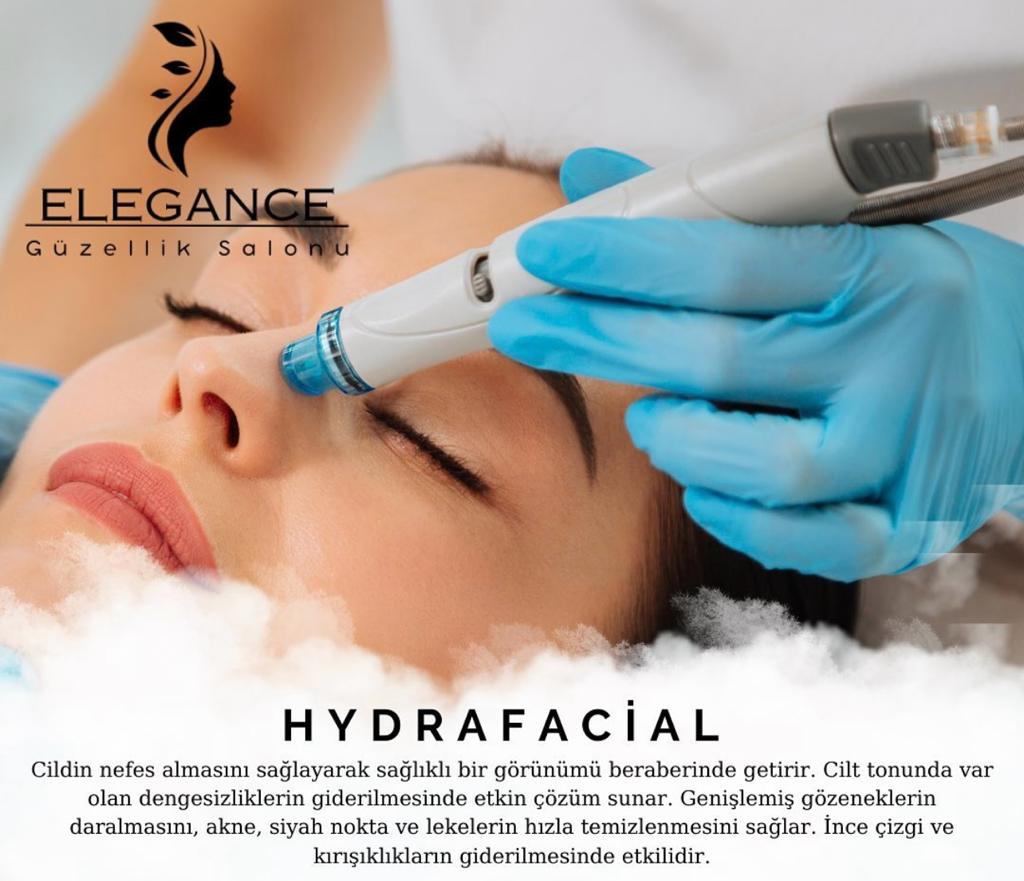 ELEGANCE
Güzellik Salonu
HYDRAFACİAL
Cildin nefes almasını sağlayarak sağlıklı bir görünümü beraberinde getirir. Cilt tonunda var
olan dengesizliklerin giderilmesinde etkin çözüm sunar. Genişlemiş gözeneklerin
daralmasını, akne, siyah nokta ve lekelerin hızla temizlenmesini sağlar. İnce çizgi ve
kırışıklıkların giderilmesinde etkilidir.